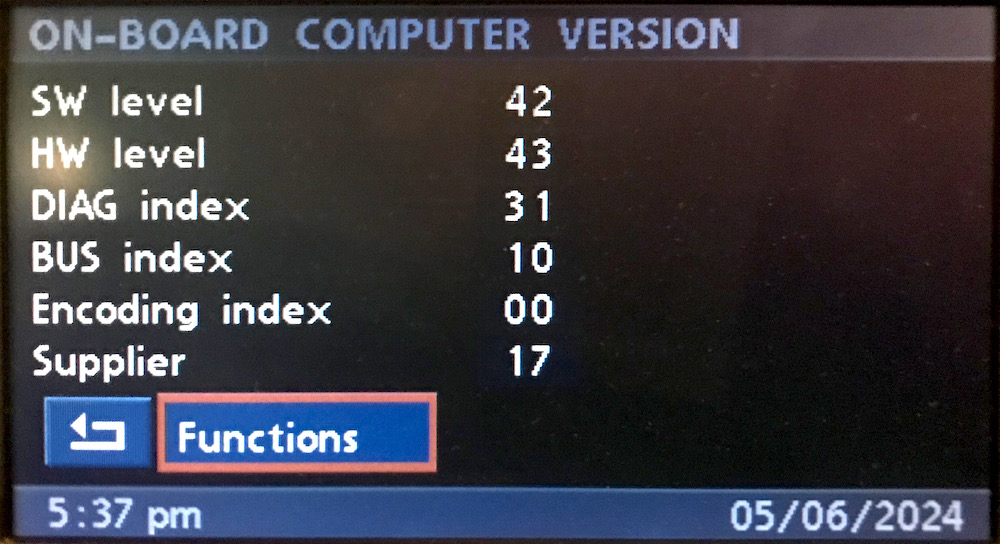 ON-BOARD COMPUTER VERSION
SW level 42
HW level 43
DIAG index 31
BUS index 10
Encoding index 00
Supplier 17
Functions
5:37 pm 05/06/2024